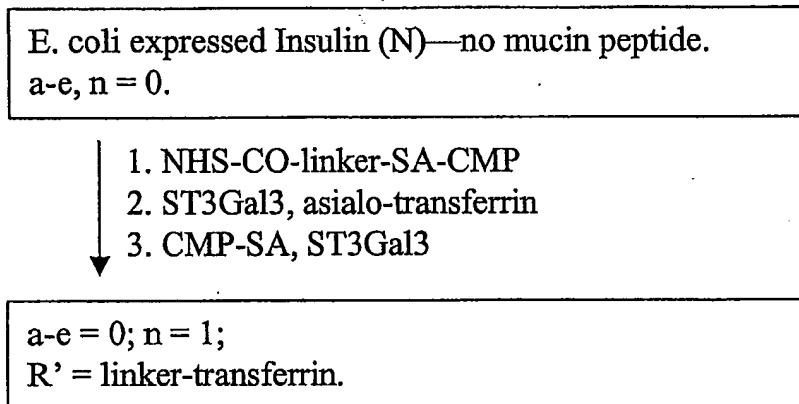 E. coli expressed Insulin (N)—no mucin peptide.
a-e, n = 0.
1. NHS-CO-linker-SA-CMP
2. ST3Gal3, asialo-transferrin
3. CMP-SA, ST3Gal3
a-e = 0; n = 1;
R’ = linker-transferrin.